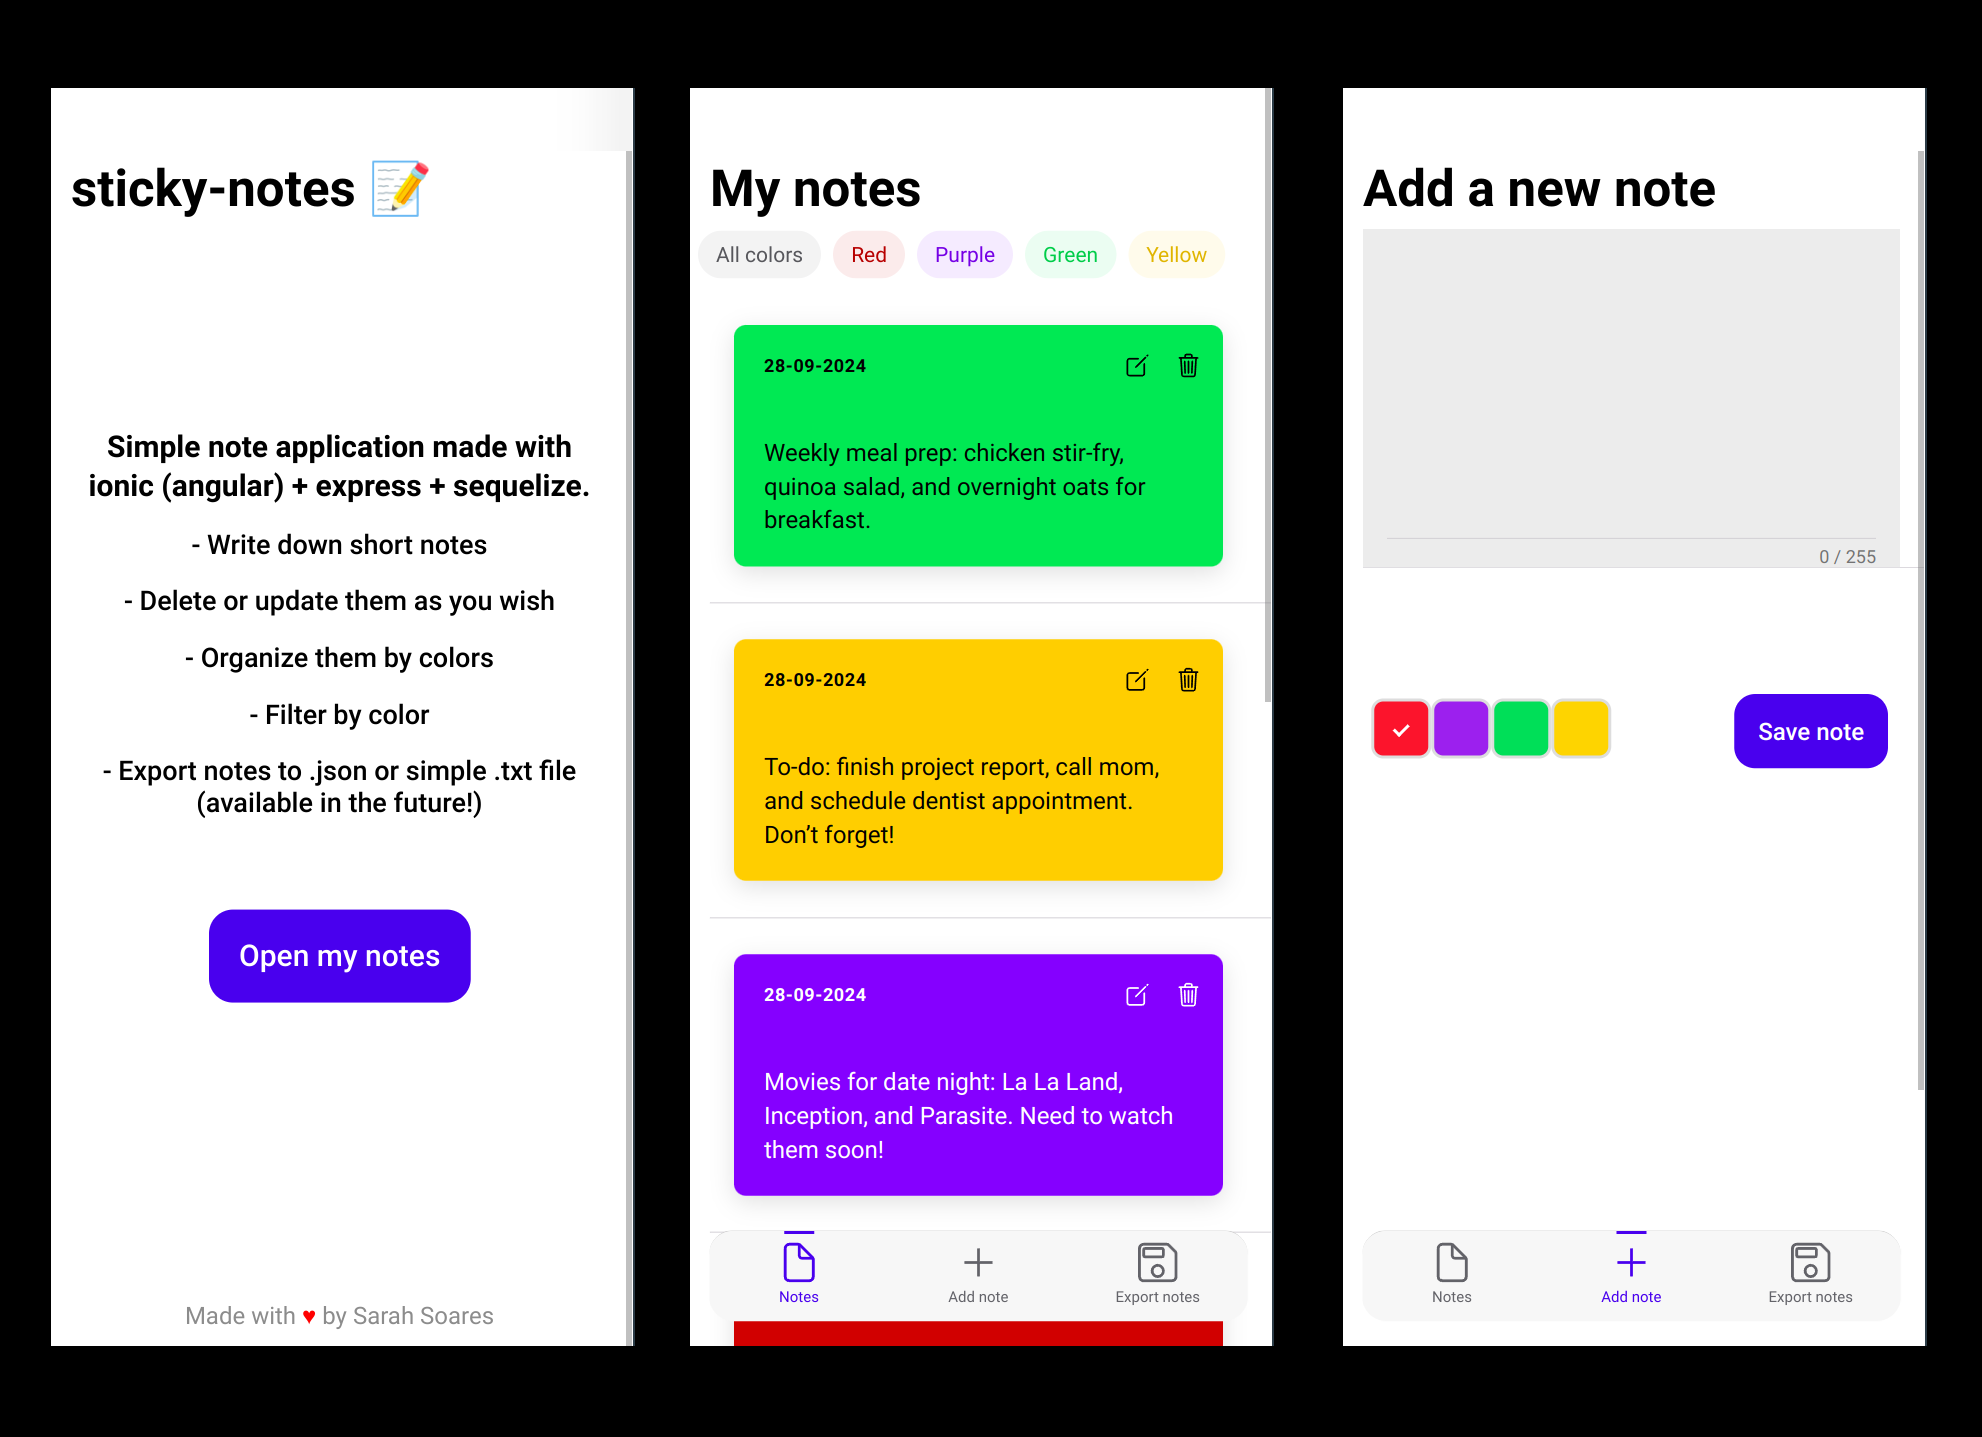 sticky-notes 📝
Simple note application made with
ionic (angular) + express + sequelize.
- Write down short notes
- Delete or update them as you wish
- Organize them by colors
- Filter by color
- Export notes to .json or simple .txt file
(available in the future!)
Open my notes
Made with ♥ by Sarah Soares
My notes
All colors
Red
Purple
Green
Yellow
28-09-2024
Weekly meal prep: chicken stir-fry,
quinoa salad, and overnight oats for
breakfast.
28-09-2024
To-do: finish project report, call mom,
and schedule dentist appointment.
Don’t forget!
28-09-2024
Movies for date night: La La Land,
Inception, and Parasite. Need to watch
them soon!
Notes
Add note
Export notes
Add a new note
0 / 255
Save note
Notes
Add note
Export notes